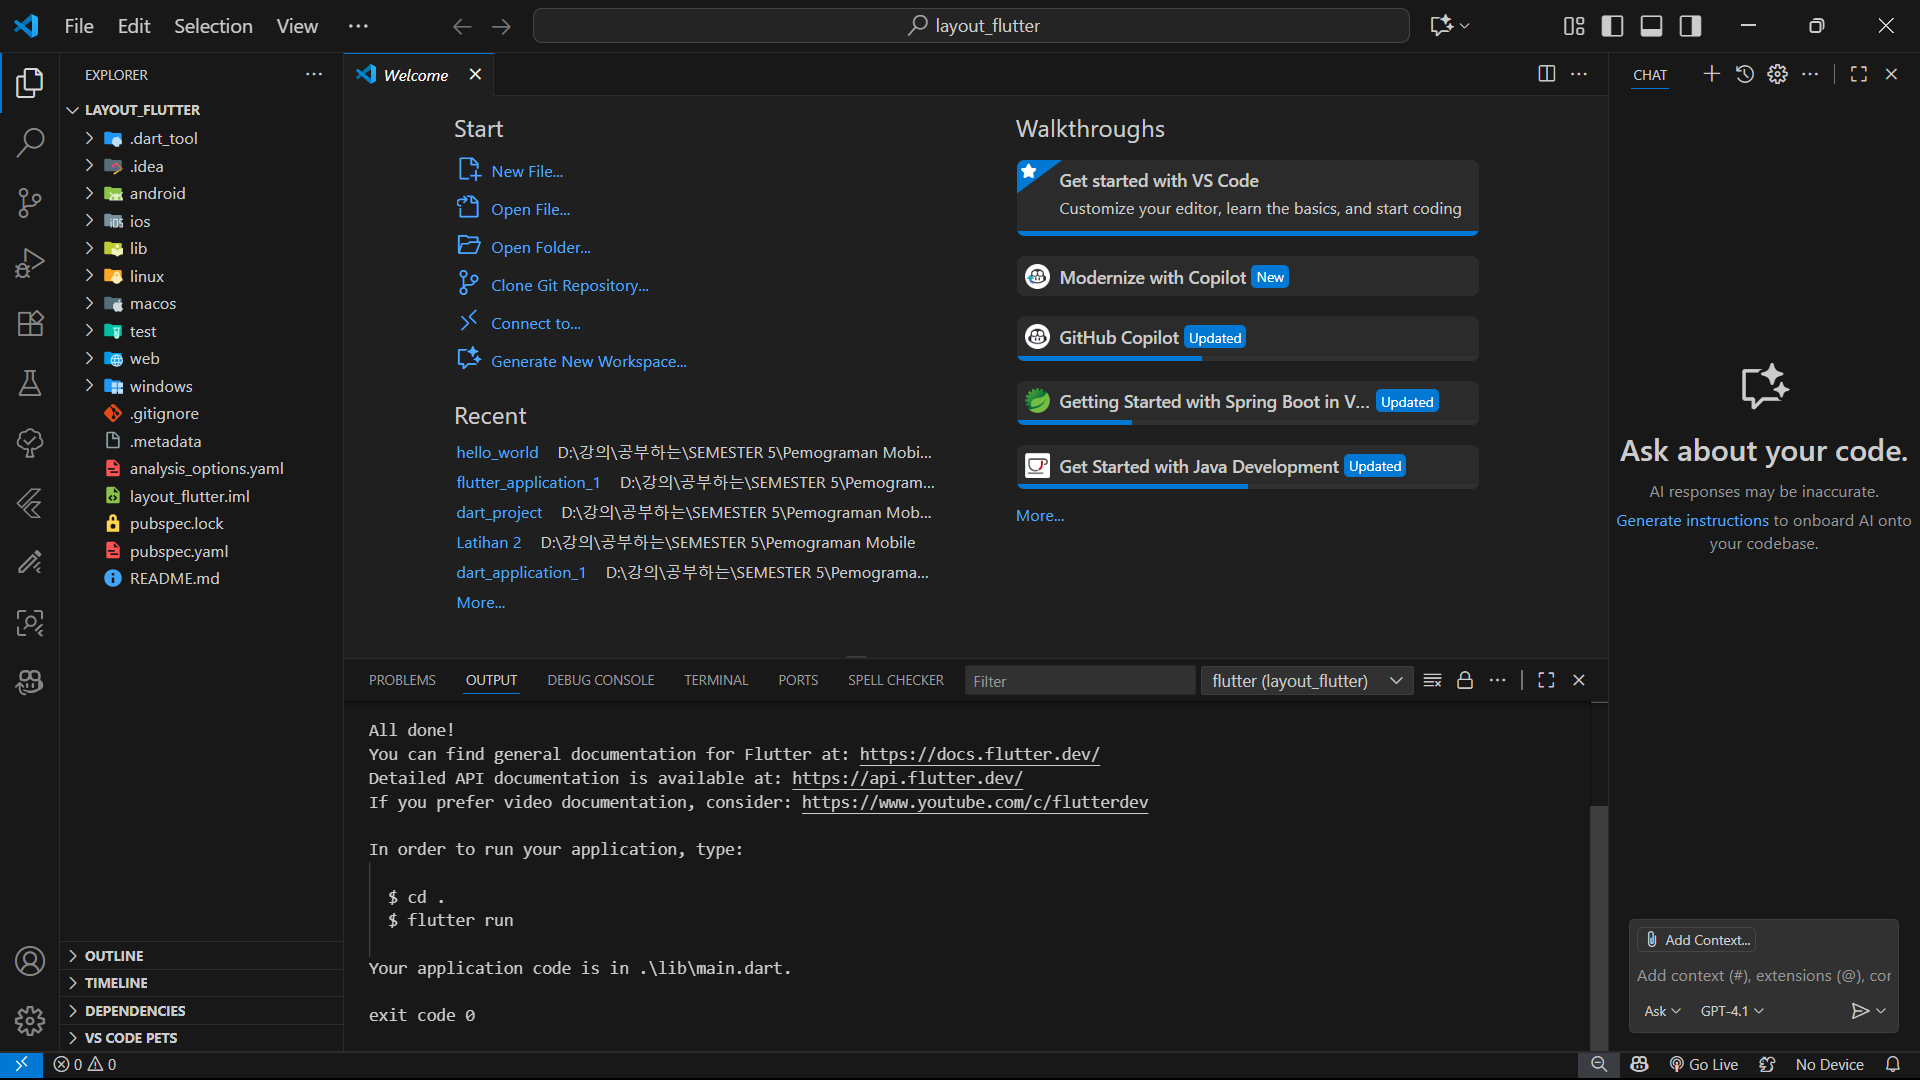 File Edit Selection View ···
layout_flutter
EXPLORER
LAYOUT_FLUTTER
.dart_tool
.idea
android
ios
lib
linux
macos
test
web
windows
.gitignore
.metadata
analysis_options.yaml
layout_flutter.iml
pubspec.lock
pubspec.yaml
README.md
OUTLINE
TIMELINE
DEPENDENCIES
VS CODE PETS
Welcome
Start
New File...
Open File...
Open Folder...
Clone Git Repository...
Connect to...
Generate New Workspace...
Recent
hello_world D:\강의\공부하는\SEMESTER 5\Pemograman Mobi...
flutter_application_1 D:\강의\공부하는\SEMESTER 5\Pemogram...
dart_project D:\강의\공부하는\SEMESTER 5\Pemograman Mob...
Latihan 2 D:\강의\공부하는\SEMESTER 5\Pemograman Mobile
dart_application_1 D:\강의\공부하는\SEMESTER 5\Pemograma...
More...
Walkthroughs
Get started with VS Code
Customize your editor, learn the basics, and start coding
Modernize with Copilot New
GitHub Copilot Updated
Getting Started with Spring Boot in V... Updated
Get Started with Java Development Updated
More...
PROBLEMS OUTPUT DEBUG CONSOLE TERMINAL PORTS SPELL CHECKER Filter flutter (layout_flutter)
All done!
You can find general documentation for Flutter at: https://docs.flutter.dev/
Detailed API documentation is available at: https://api.flutter.dev/
If you prefer video documentation, consider: https://www.youtube.com/c/flutterdev
In order to run your application, type:
$ cd .
$ flutter run
Your application code is in .\lib\main.dart.
exit code 0
CHAT
Ask about your code.
AI responses may be inaccurate.
Generate instructions to onboard AI onto
your codebase.
Add Context...
Add context (#), extensions (@), cor
Ask GPT-4.1
0 0
Go Live No Device